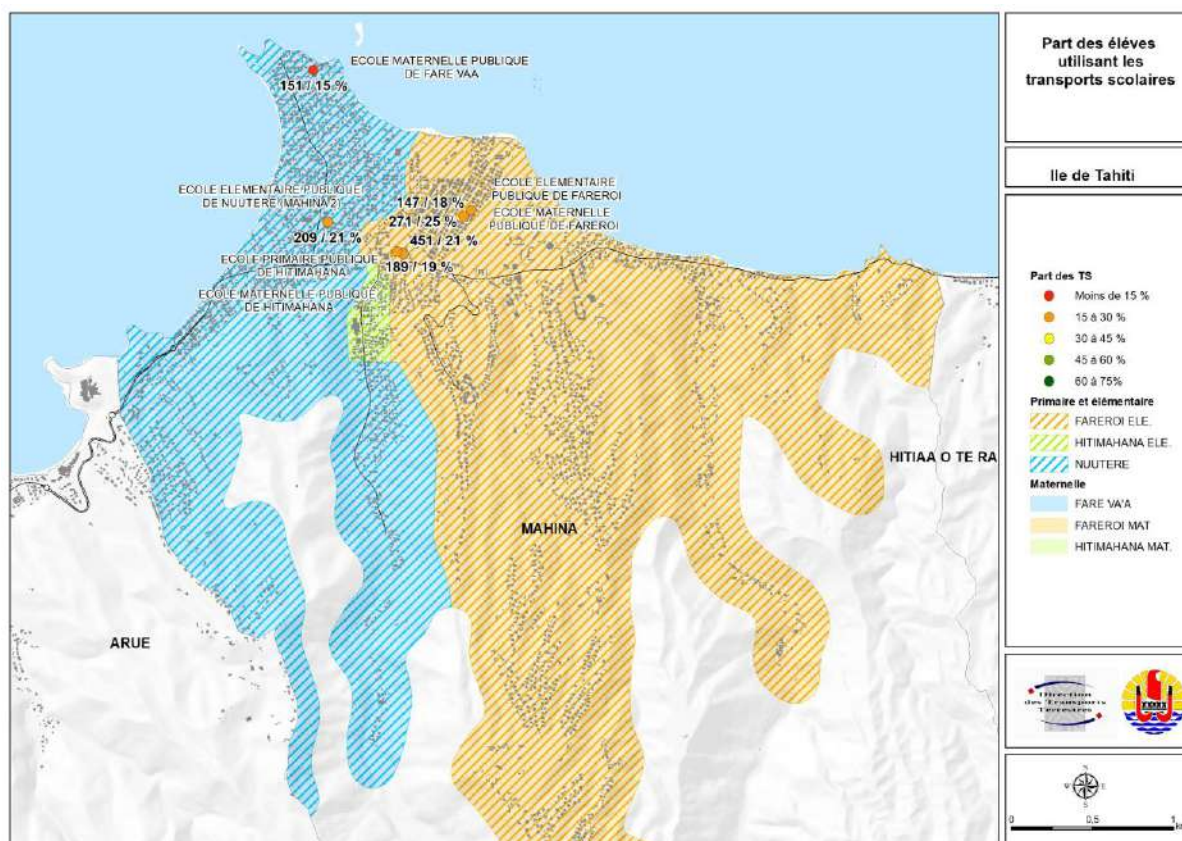 ECOLE MATERNELLE PUBLIQUE
DE FARE VAA
151 / 15 %
ECOLE ELEMENTAIRE PUBLIQUE
DE NUUTERE (MAHINA 2)
209 / 21 %
ECOLE ELEMENTAIRE
PUBLIQUE DE FAREROI
147 / 18 %
ECOLE MATERNELLE
PUBLIQUE DE FAREROI
271 / 25 %
451 / 21 %
ECOLE PRIMAIRE PUBLIQUE
DE HITIMAHANA
189 / 19 %
ECOLE MATERNELLE PUBLIQUE
DE HITIMAHANA
HITIAA O TE RA
MAHINA
ARUE
Part des éléves
utilisant les
transports scolaires
Ile de Tahiti
Part des TS
Moins de 15 %
15 à 30 %
30 à 45 %
45 à 60 %
60 à 75%
Primaire et élémentaire
FAREROI ELE.
HITIMAHANA ELE.
NUUTERE
Maternelle
FARE VA'A
FAREROI MAT
HITIMAHANA MAT.
Direction
des Transports
Terrestres
N
W E
S
0 0,5 1